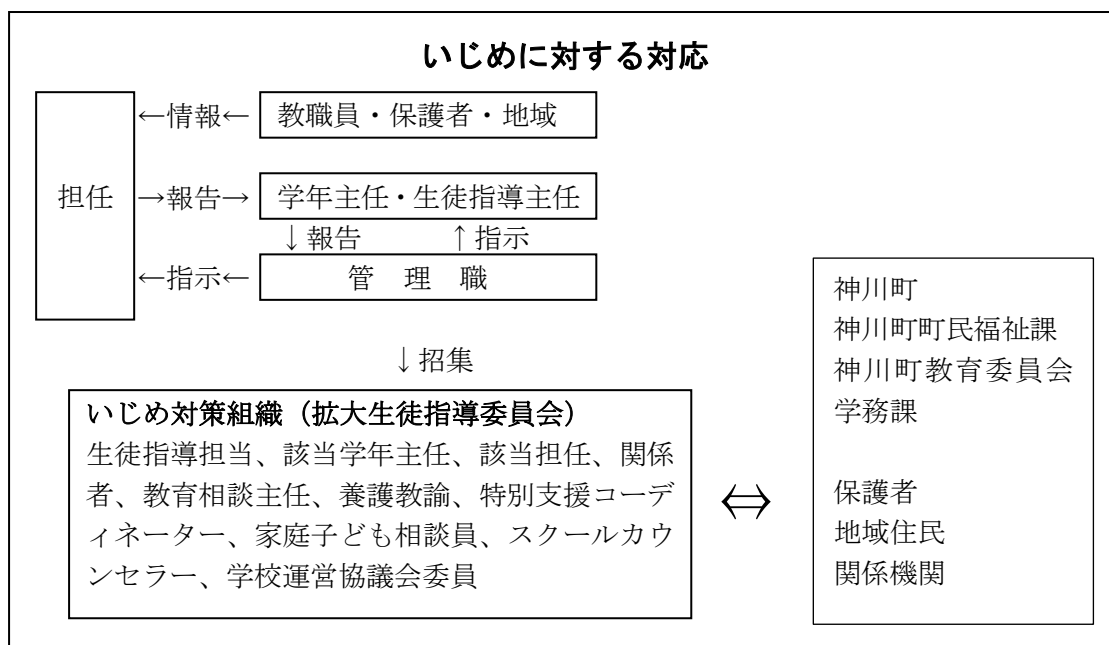 いじめに対する対応
担任
←情報← 教職員・保護者・地域
→報告→ 学年主任・生徒指導主任
↓報告 ↑指示
←指示← 管 理 職
↓招集
いじめ対策組織（拡大生徒指導委員会）
生徒指導担当、該当学年主任、該当担任、関係
者、教育相談主任、養護教諭、特別支援コーデ
ィネーター、家庭子ども相談員、スクールカウ
ンセラー、学校運営協議会委員
⇔
神川町
神川町町民福祉課
神川町教育委員会
学務課
保護者
地域住民
関係機関